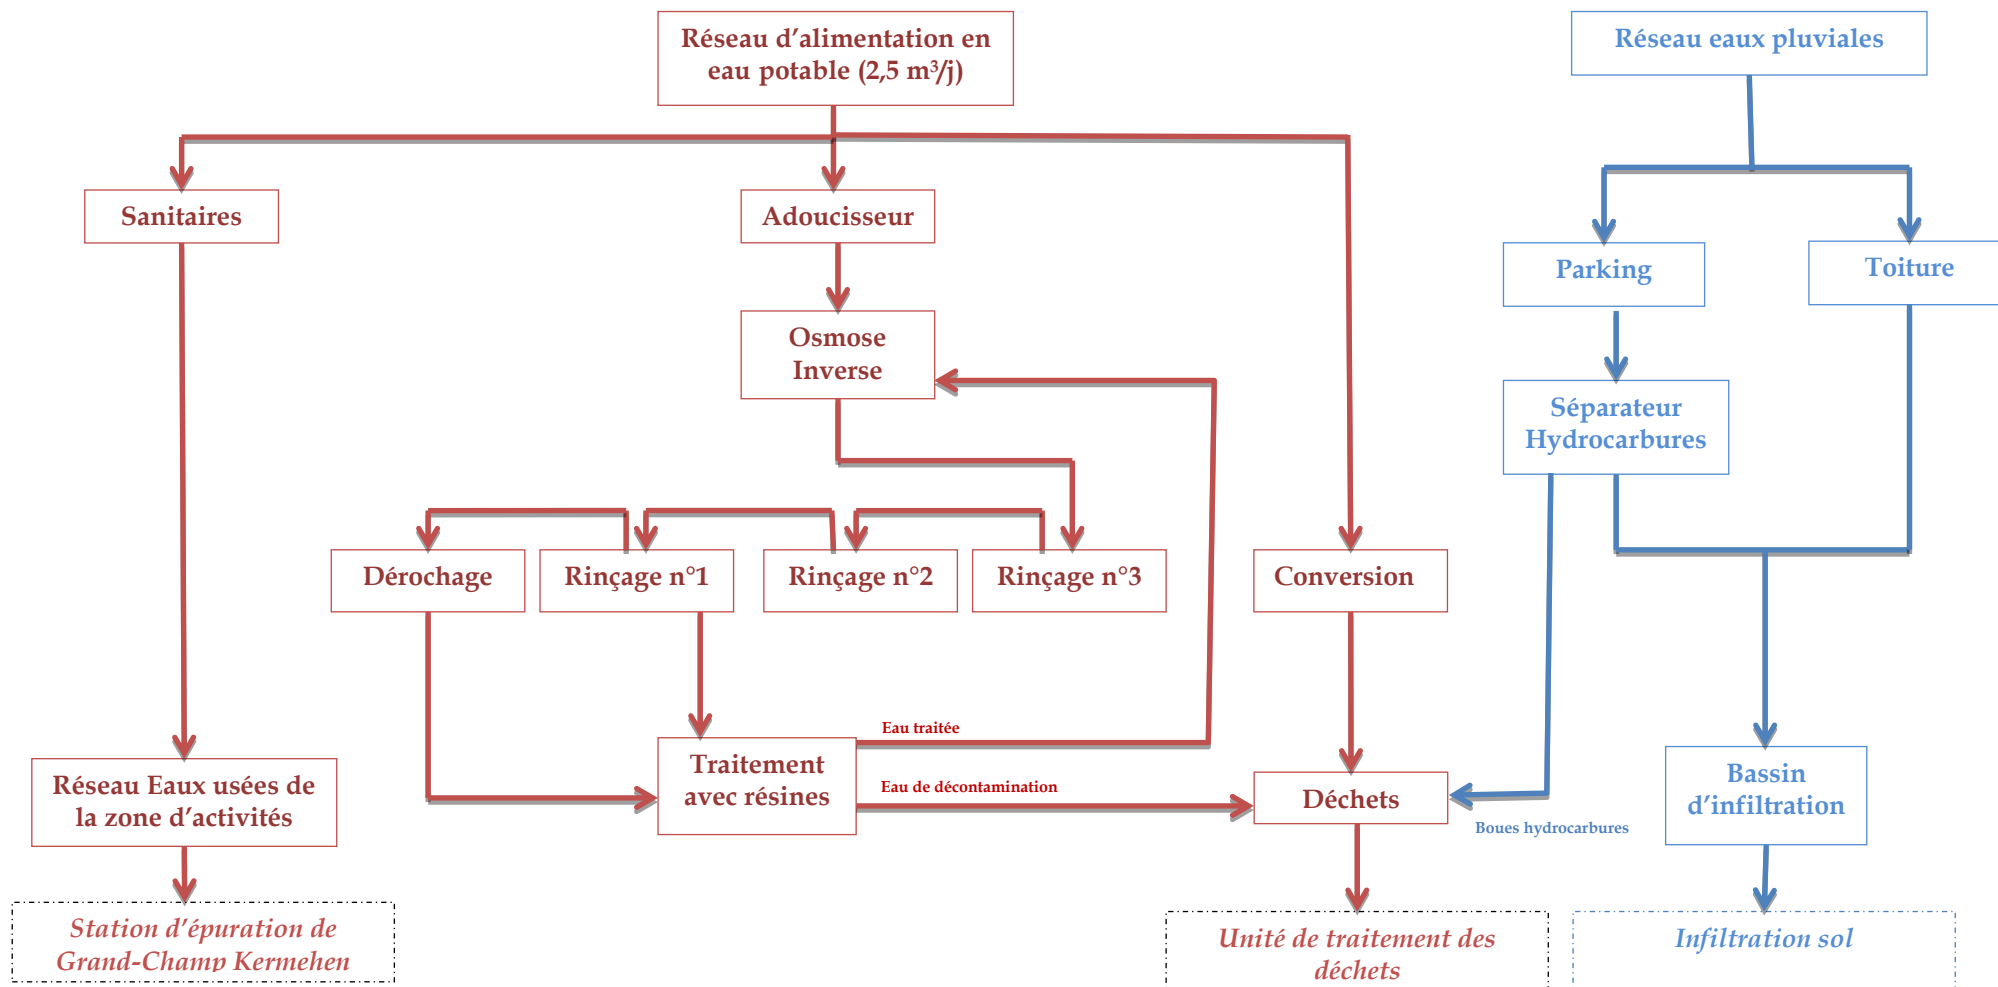 Réseau d’alimentation en
eau potable (2,5 m³/j)
Réseau eaux pluviales
Sanitaires
Adoucisseur
Parking
Toiture
Osmose
Inverse
Séparateur
Hydrocarbures
Dérochage
Rinçage n°1
Rinçage n°2
Rinçage n°3
Conversion
Eau traitée
Traitement
avec résines
Eau de décontamination
Réseau Eaux usées de
la zone d’activités
Déchets
Boues hydrocarbures
Bassin
d’infiltration
Station d’épuration de
Grand-Champ Kermehen
Unité de traitement des
déchets
Infiltration sol